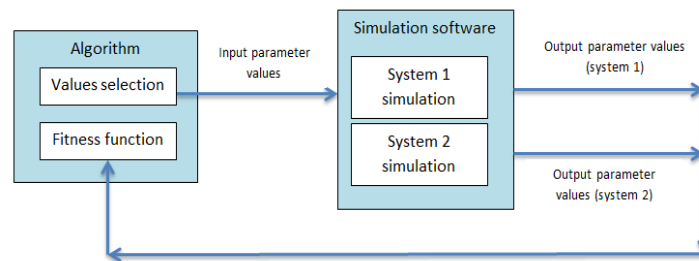 Algorithm
Values selection
Fitness function
Input parameter
values
Simulation software
System 1
simulation
System 2
simulation
Output parameter values
(system 1)
Output parameter
values (system 2)